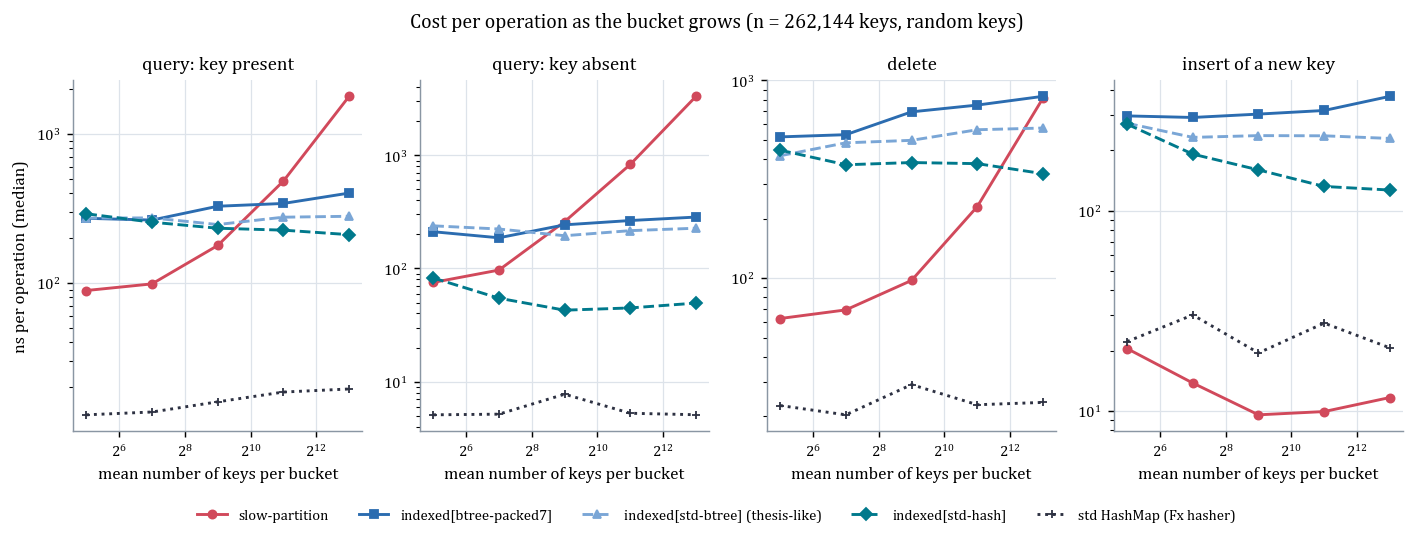 Cost per operation as the bucket grows (n = 262,144 keys, random keys)
query: key present
query: key absent
delete
insert of a new key
ns per operation (median)
10³
10²
10³
10²
10¹
10³
10²
10²
10¹
2⁶ 2⁸ 2¹⁰ 2¹²
2⁶ 2⁸ 2¹⁰ 2¹²
2⁶ 2⁸ 2¹⁰ 2¹²
2⁶ 2⁸ 2¹⁰ 2¹²
mean number of keys per bucket
mean number of keys per bucket
mean number of keys per bucket
mean number of keys per bucket
slow-partition
indexed[btree-packed7]
indexed[std-btree] (thesis-like)
indexed[std-hash]
std HashMap (Fx hasher)